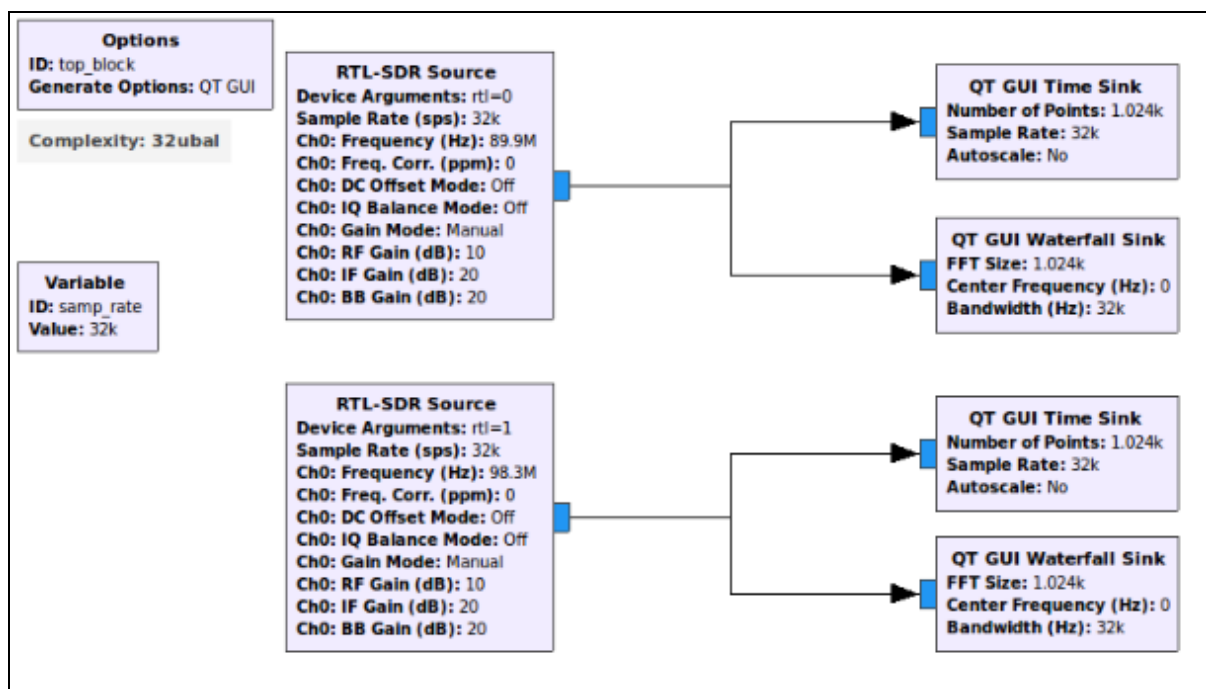 Options
ID: top_block
Generate Options: QT GUI
Complexity: 32ubal
Variable
ID: samp_rate
Value: 32k
RTL-SDR Source
Device Arguments: rtl=0
Sample Rate (sps): 32k
Ch0: Frequency (Hz): 89.9M
Ch0: Freq. Corr. (ppm): 0
Ch0: DC Offset Mode: Off
Ch0: IQ Balance Mode: Off
Ch0: Gain Mode: Manual
Ch0: RF Gain (dB): 10
Ch0: IF Gain (dB): 20
Ch0: BB Gain (dB): 20
QT GUI Time Sink
Number of Points: 1.024k
Sample Rate: 32k
Autoscale: No
QT GUI Waterfall Sink
FFT Size: 1.024k
Center Frequency (Hz): 0
Bandwidth (Hz): 32k
RTL-SDR Source
Device Arguments: rtl=1
Sample Rate (sps): 32k
Ch0: Frequency (Hz): 98.3M
Ch0: Freq. Corr. (ppm): 0
Ch0: DC Offset Mode: Off
Ch0: IQ Balance Mode: Off
Ch0: Gain Mode: Manual
Ch0: RF Gain (dB): 10
Ch0: IF Gain (dB): 20
Ch0: BB Gain (dB): 20
QT GUI Time Sink
Number of Points: 1.024k
Sample Rate: 32k
Autoscale: No
QT GUI Waterfall Sink
FFT Size: 1.024k
Center Frequency (Hz): 0
Bandwidth (Hz): 32k